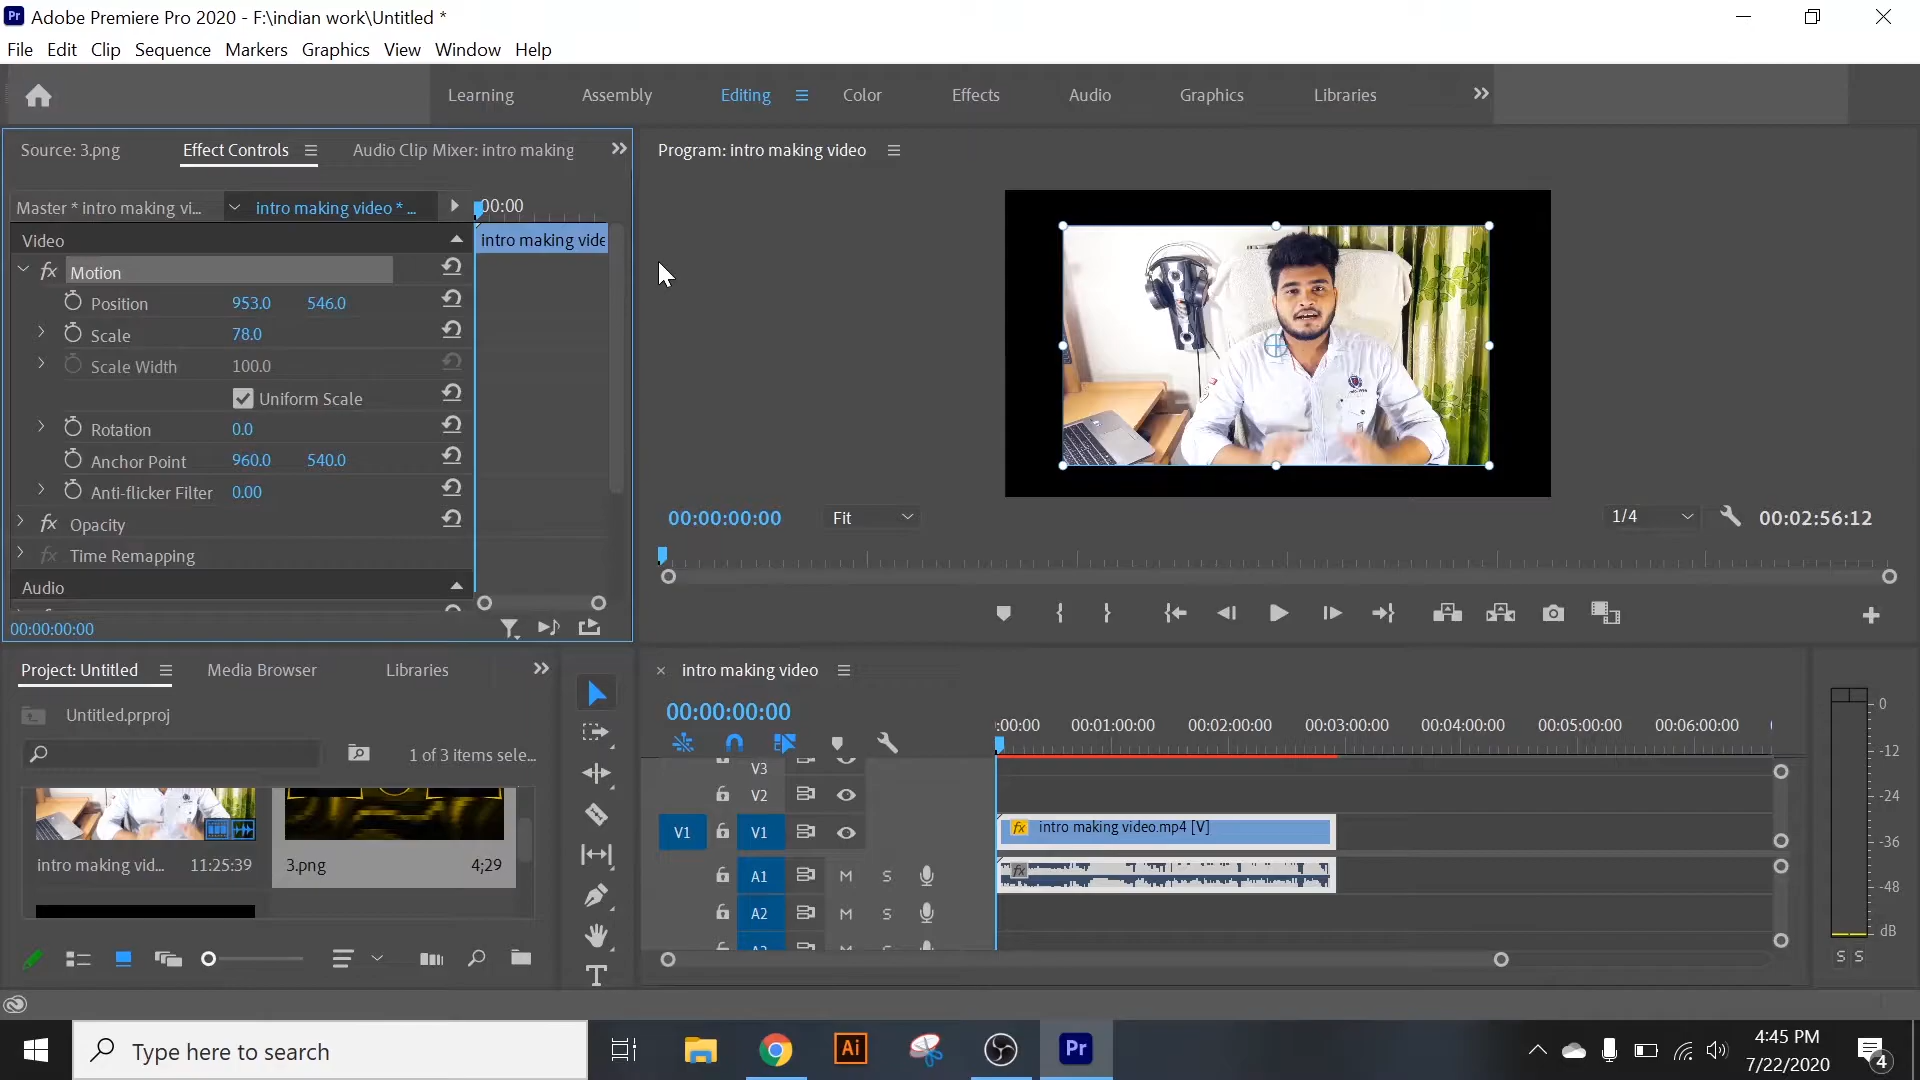 Pr Adobe Premiere Pro 2020 - F:\indian work\Untitled *
File Edit Clip Sequence Markers Graphics View Window Help
Learning Assembly Editing Color Effects Audio Graphics Libraries
Source: 3.png Effect Controls Audio Clip Mixer: intro making
Program: intro making video
Master * intro making vi... intro making video * ... :00:00
Video
intro making vide
fx Motion
Position 953.0 546.0
Scale 78.0
Scale Width 100.0
Uniform Scale
Rotation 0.0
Anchor Point 960.0 540.0
Anti-flicker Filter 0.00
fx Opacity
fx Time Remapping
Audio
00:00:00:00
00:00:00:00 Fit 1/4 00:02:56:12
Project: Untitled Media Browser Libraries
Untitled.prproj
1 of 3 items sele...
intro making vid... 11:25:39
3.png 4;29
T
intro making video
00:00:00:00
:00:00 00:01:00:00 00:02:00:00 00:03:00:00 00:04:00:00 00:05:00:00 00:06:00:00
V3
V2
V1 V1
fx intro making video.mp4 [V]
A1 M S
fx
A2 M S
0
-12
-24
-36
-48
dB
S S
Type here to search
Ai
Pr
4:45 PM
7/22/2020
4